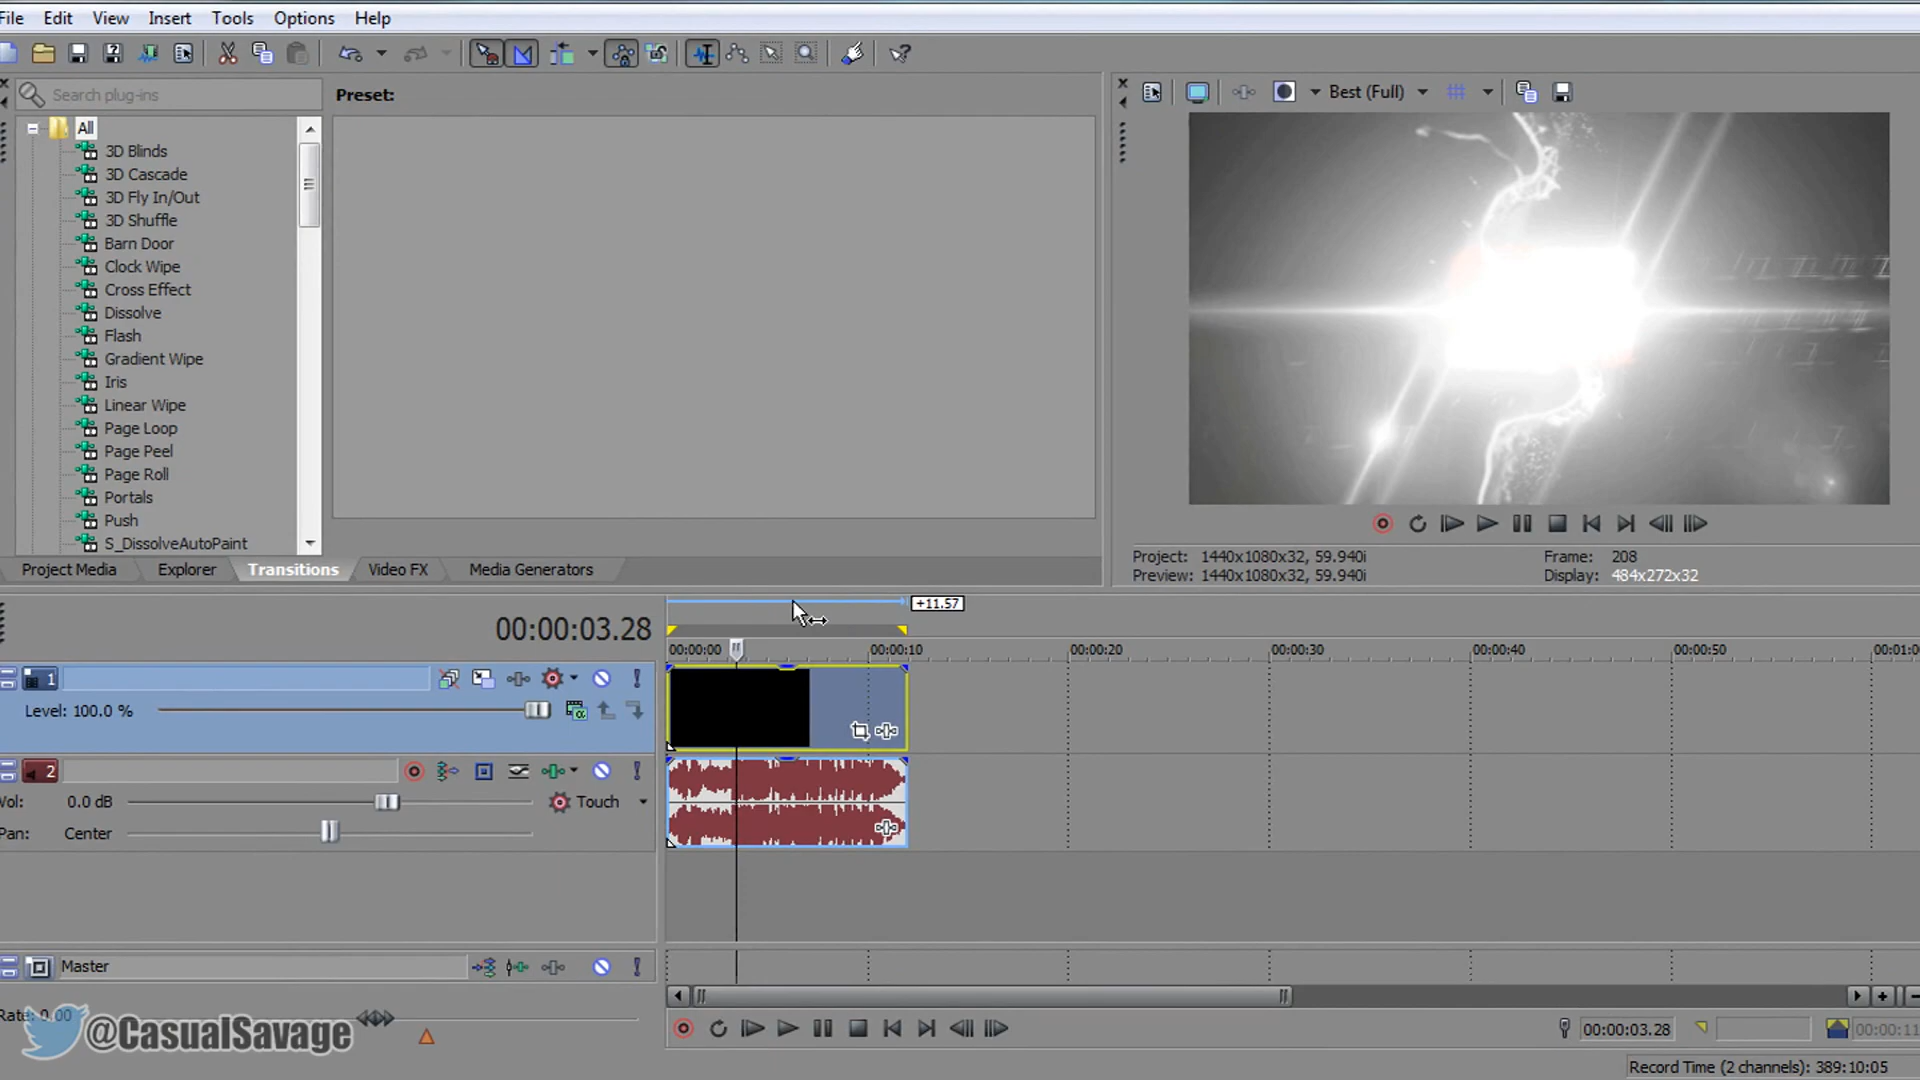 File Edit View Insert Tools Options Help
Search plug-ins
Preset:
Best (Full)
All
3D Blinds
3D Cascade
3D Fly In/Out
3D Shuffle
Barn Door
Clock Wipe
Cross Effect
Dissolve
Flash
Gradient Wipe
Iris
Linear Wipe
Page Loop
Page Peel
Page Roll
Portals
Push
S_DissolveAutoPaint
Project Media Explorer Transitions Video FX Media Generators
Project: 1440x1080x32, 59.940i
Frame: 208
Preview: 1440x1080x32, 59.940i
Display: 484x272x32
+11.57
00:00:03.28
00:00:00 00:00:10 00:00:20 00:00:30 00:00:40 00:00:50 00:01:0
1
Level: 100.0 %
2
Vol: 0.0 dB
Touch
Pan: Center
Master
Rate: 0.00
@CasualSavage
00:00:03.28
00:00:11
Record Time (2 channels): 389:10:05